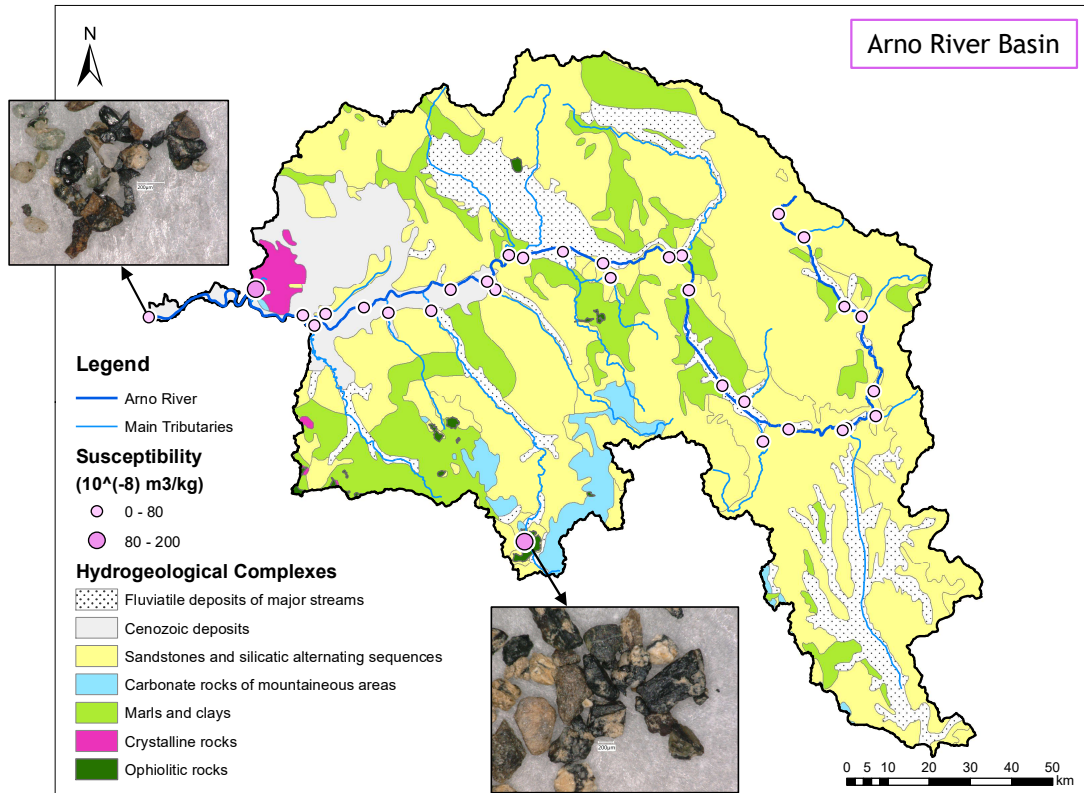 Arno River Basin
N
200µm
Legend
Arno River
Main Tributaries
Susceptibility
(10^(-8) m3/kg)
0 - 80
80 - 200
Hydrogeological Complexes
Fluviatile deposits of major streams
Cenozoic deposits
Sandstones and silicatic alternating sequences
Carbonate rocks of mountaineous areas
Marls and clays
Crystalline rocks
Ophiolitic rocks
200µm
0 5 10 20 30 40 50
km